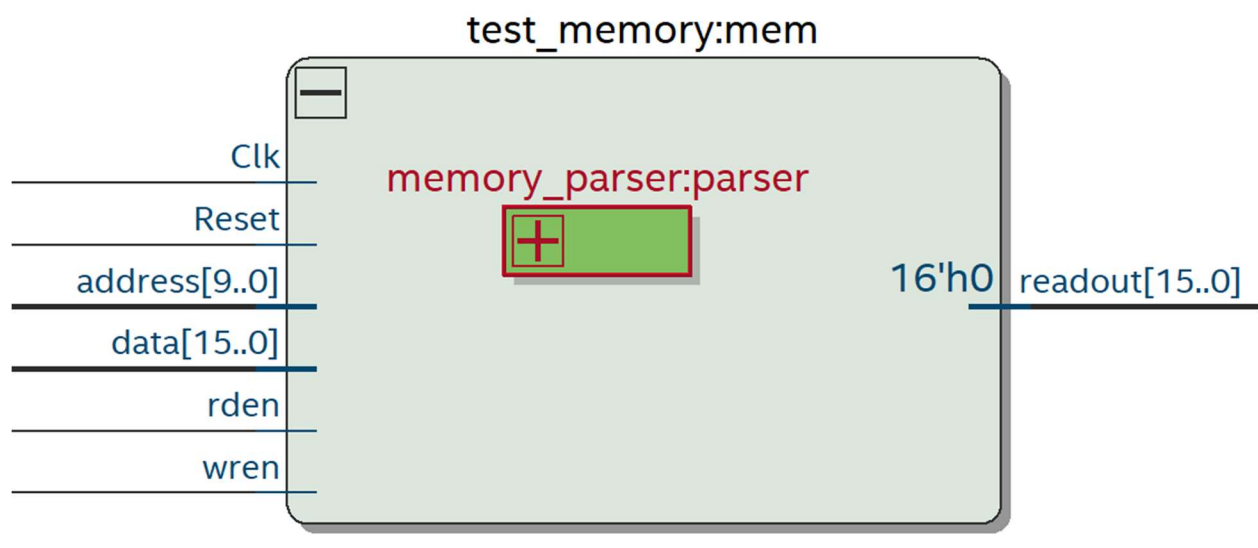 test_memory:mem
Clk
memory_parser:parser
Reset
address[9..0]
16'h0
readout[15..0]
data[15..0]
rden
wren